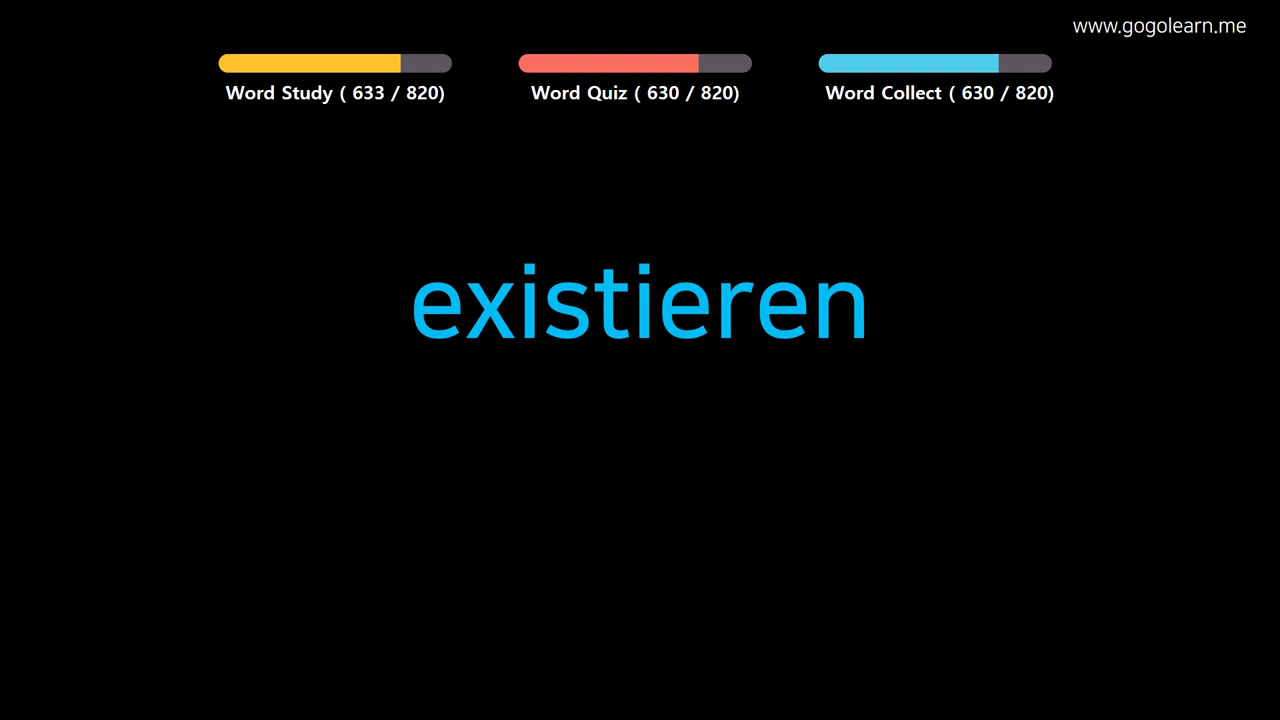 www.gogolearn.me
Word Study ( 633 / 820)
Word Quiz ( 630 / 820)
Word Collect ( 630 / 820)
existieren